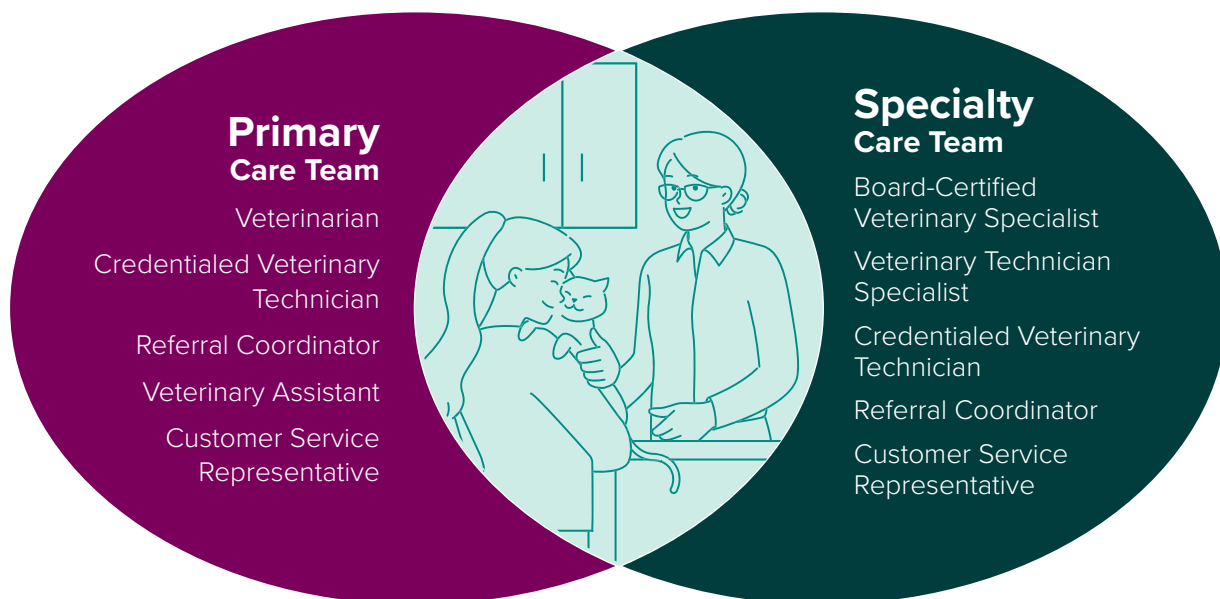 Primary
Care Team
Veterinarian
Credentialed Veterinary
Technician
Referral Coordinator
Veterinary Assistant
Customer Service
Representative
Specialty
Care Team
Board-Certified
Veterinary Specialist
Veterinary Technician
Specialist
Credentialed Veterinary
Technician
Referral Coordinator
Customer Service
Representative